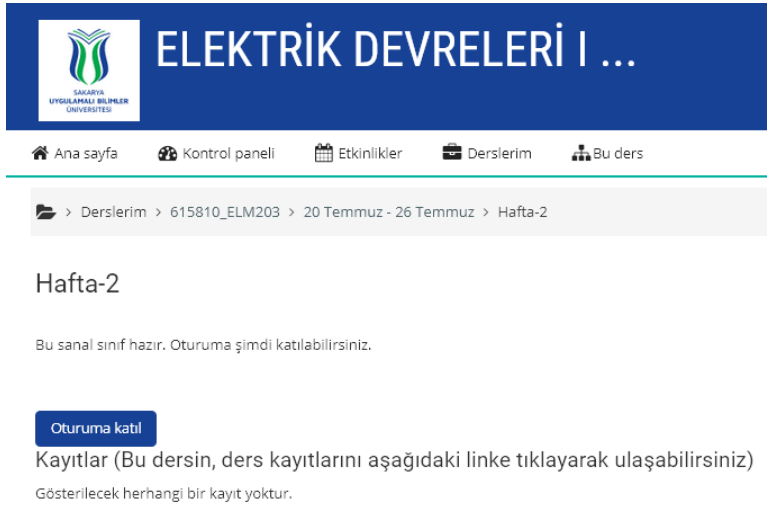 SAKARYA
UYGULAMALI BİLİMLER
ÜNİVERSİTESİ
ELEKTRİK DEVRELERİ I ...
Ana sayfa Kontrol paneli Etkinlikler Derslerim Bu ders
> Derslerim > 615810_ELM203 > 20 Temmuz - 26 Temmuz > Hafta-2
Hafta-2
Bu sanal sınıf hazır. Oturuma şimdi katılabilirsiniz.
Oturuma katıl
Kayıtlar (Bu dersin, ders kayıtlarını aşağıdaki linke tıklayarak ulaşabilirsiniz)
Gösterilecek herhangi bir kayıt yoktur.